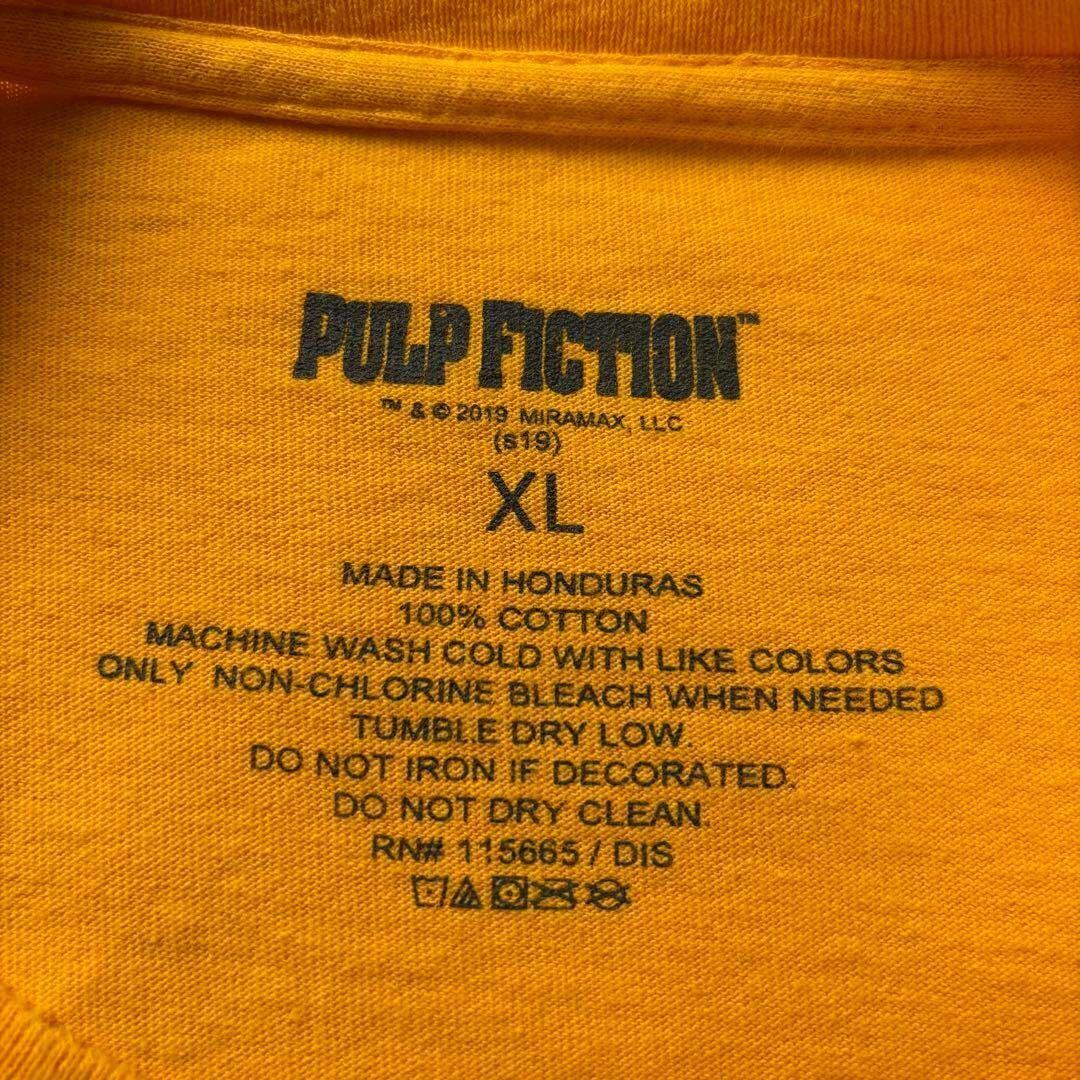 PULP FICTION™
™ & © 2019 MIRAMAX, LLC
(s19)
XL
MADE IN HONDURAS
100% COTTON
MACHINE WASH COLD WITH LIKE COLORS
ONLY NON-CHLORINE BLEACH WHEN NEEDED
TUMBLE DRY LOW.
DO NOT IRON IF DECORATED.
DO NOT DRY CLEAN.
RN# 115665 / DIS